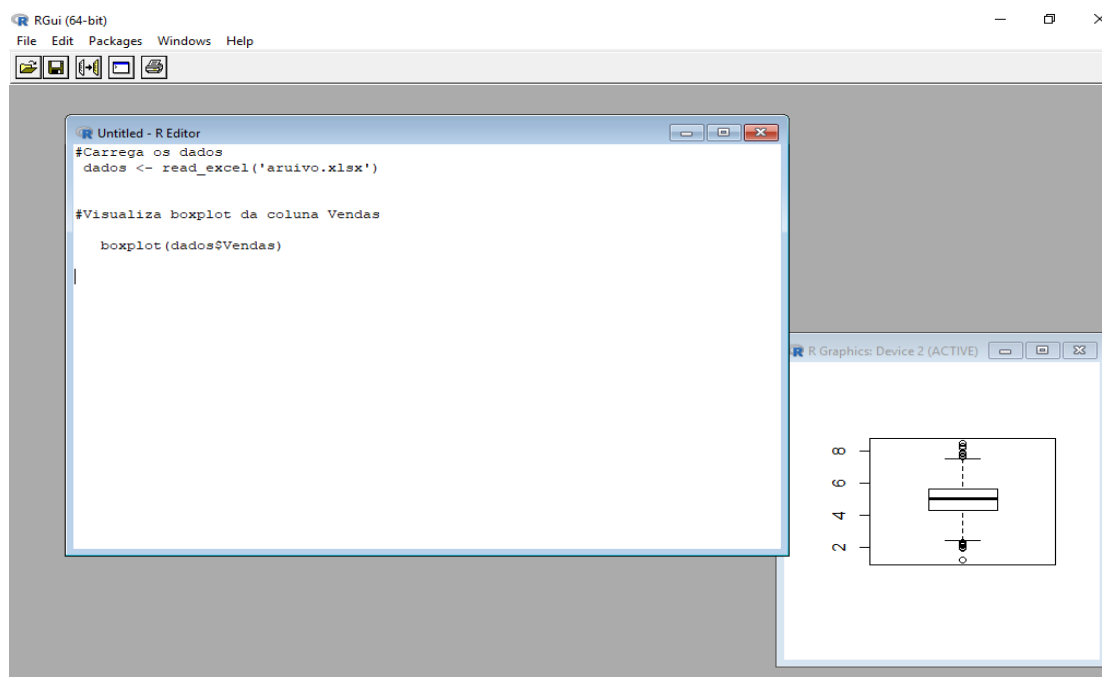 RGui (64-bit)
File Edit Packages Windows Help
Untitled - R Editor
#Carrega os dados
dados <- read_excel('aruivo.xlsx')
#Visualiza boxplot da coluna Vendas
boxplot(dados$Vendas)
R Graphics: Device 2 (ACTIVE)
8
6
4
2